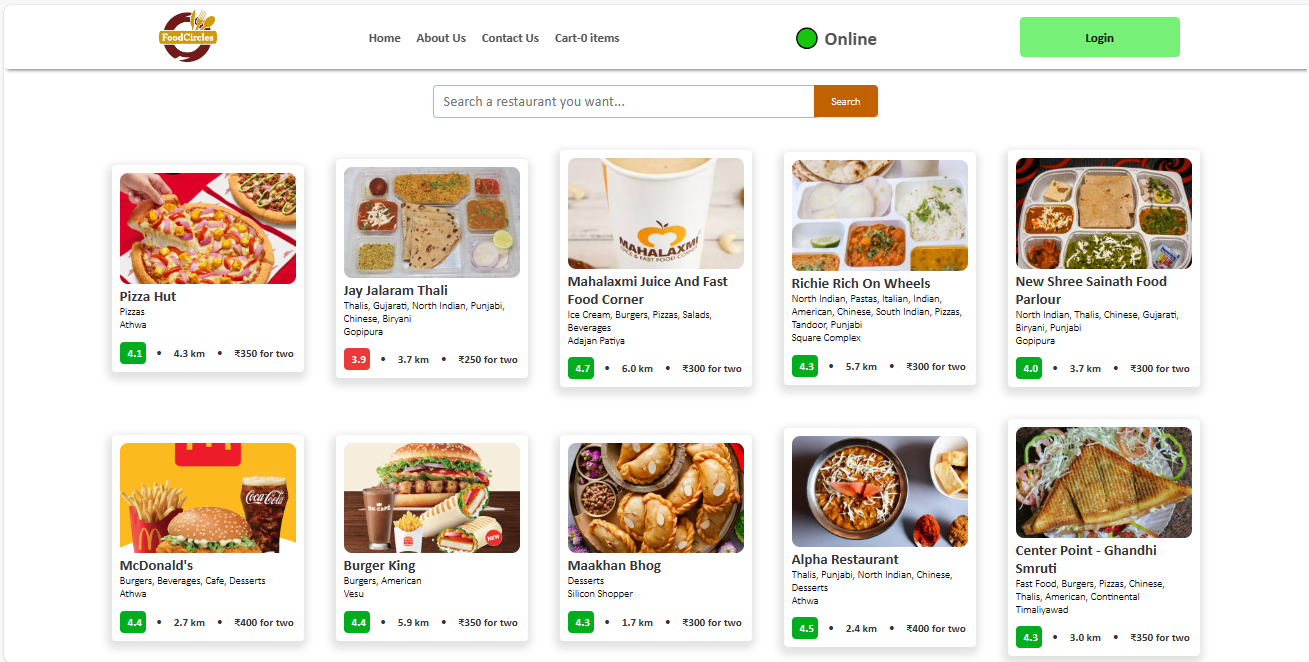 FoodCircles
Home About Us Contact Us Cart-0 items
Online
Login
Search a restaurant you want...
Search
Pizza Hut
Pizzas
Athwa
4.1 • 4.3 km • ₹350 for two
Jay Jalaram Thali
Thalis, Gujarati, North Indian, Punjabi,
Chinese, Biryani
Gopipura
3.9 • 3.7 km • ₹250 for two
MAHALAXMI
JUICE & FAST FOOD CORNER
Mahalaxmi Juice And Fast
Food Corner
Ice Cream, Burgers, Pizzas, Salads,
Beverages
Adajan Patiya
4.7 • 6.0 km • ₹300 for two
Richie Rich On Wheels
North Indian, Pastas, Italian, Indian,
American, Chinese, South Indian, Pizzas,
Tandoor, Punjabi
Square Complex
4.3 • 5.7 km • ₹300 for two
New Shree Sainath Food
Parlour
North Indian, Thalis, Chinese, Gujarati,
Biryani, Punjabi
Gopipura
4.0 • 3.7 km • ₹300 for two
Coca-Cola
McDonald's
Burgers, Beverages, Cafe, Desserts
Athwa
4.4 • 2.7 km • ₹400 for two
NEW
Burger King
Burgers, American
Vesu
4.4 • 5.9 km • ₹350 for two
Maakhan Bhog
Desserts
Silicon Shopper
4.3 • 1.7 km • ₹300 for two
Alpha Restaurant
Thalis, Punjabi, North Indian, Chinese,
Desserts
Athwa
4.5 • 2.4 km • ₹400 for two
Center Point - Ghandhi
Smruti
Fast Food, Burgers, Pizzas, Chinese,
Thalis, American, Continental
Timaliyawad
4.3 • 3.0 km • ₹350 for two